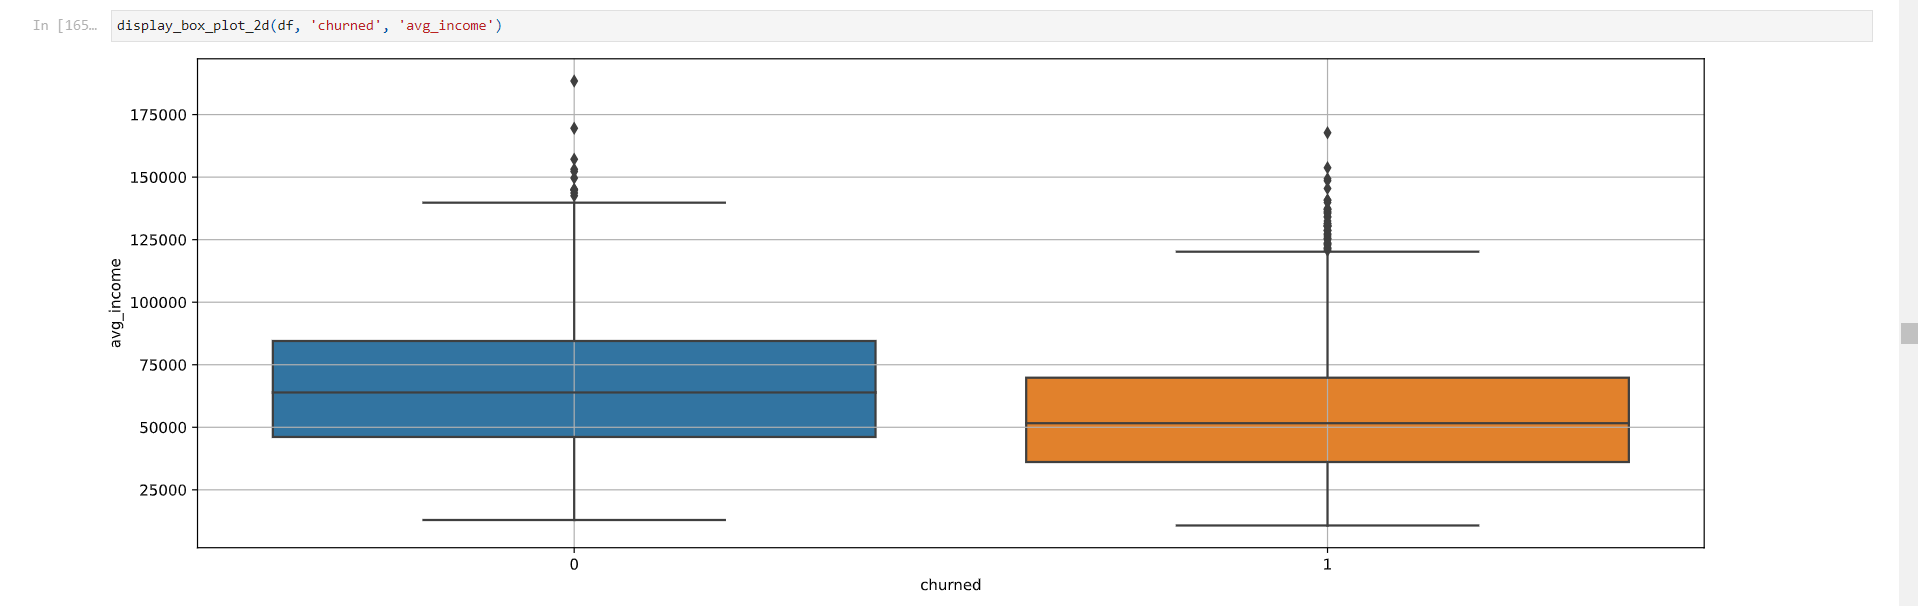 In [165…
display_box_plot_2d(df, 'churned', 'avg_income')
175000
150000
125000
100000
75000
50000
25000
avg_income
0
1
churned